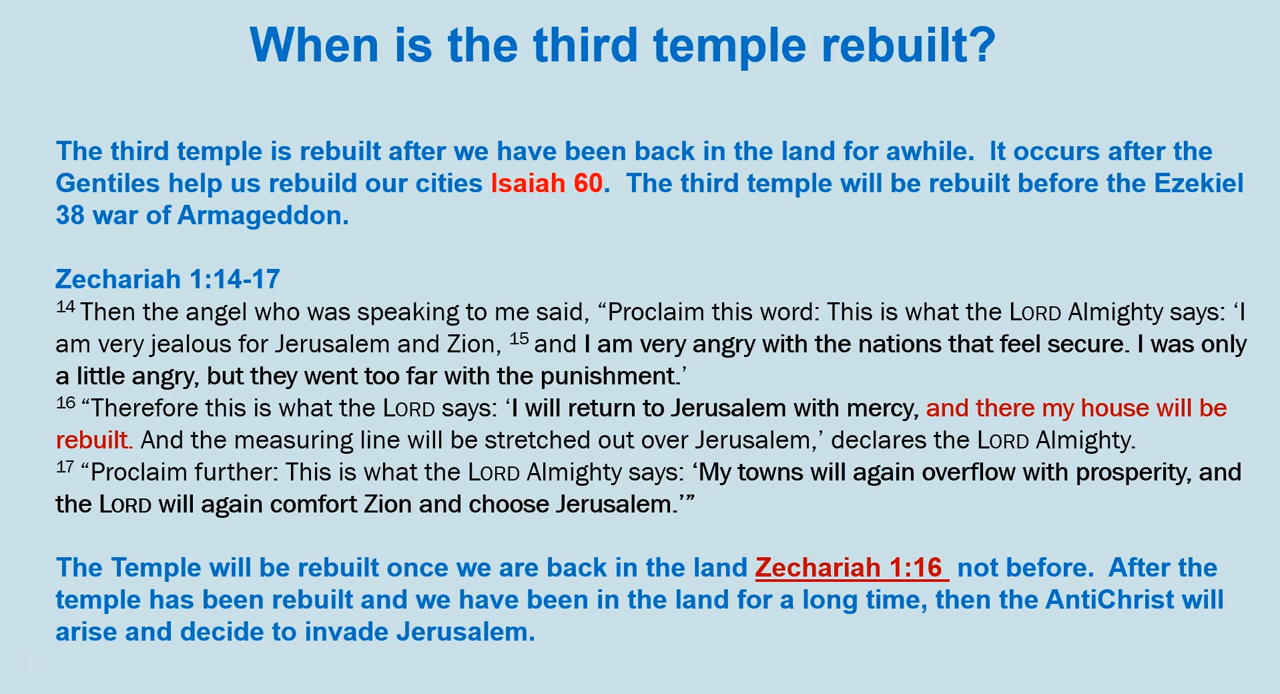 When is the third temple rebuilt?
The third temple is rebuilt after we have been back in the land for awhile.  It occurs after the
Gentiles help us rebuild our cities Isaiah 60.  The third temple will be rebuilt before the Ezekiel
38 war of Armageddon.
Zechariah 1:14-17
14 Then the angel who was speaking to me said, “Proclaim this word: This is what the LORD Almighty says: ‘I
am very jealous for Jerusalem and Zion, 15 and I am very angry with the nations that feel secure. I was only
a little angry, but they went too far with the punishment.’
16 “Therefore this is what the LORD says: ‘I will return to Jerusalem with mercy, and there my house will be
rebuilt. And the measuring line will be stretched out over Jerusalem,’ declares the LORD Almighty.
17 “Proclaim further: This is what the LORD Almighty says: ‘My towns will again overflow with prosperity, and
the LORD will again comfort Zion and choose Jerusalem.’”
The Temple will be rebuilt once we are back in the land Zechariah 1:16  not before.  After the
temple has been rebuilt and we have been in the land for a long time, then the AntiChrist will
arise and decide to invade Jerusalem.